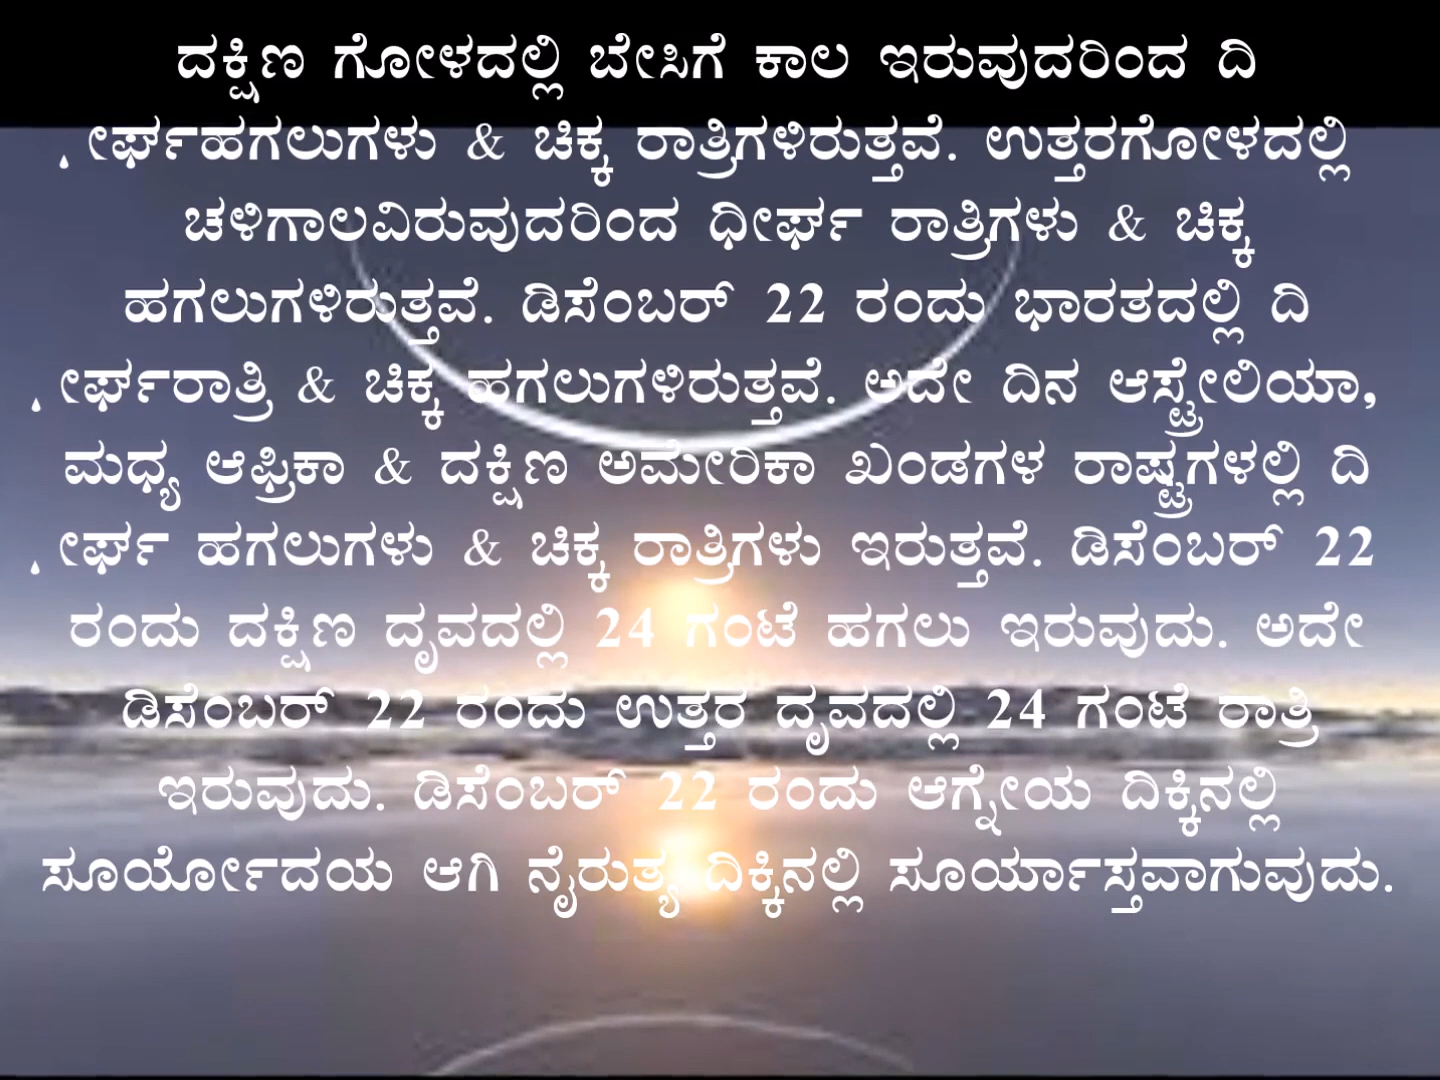 ದಕ್ಷಿಣ ಗೋಳದಲ್ಲಿ ಬೇಸಿಗೆ ಕಾಲ ಇರುವುದರಿಂದ ದಿ
ೀರ್ಘಹಗಲುಗಳು & ಚಿಕ್ಕ ರಾತ್ರಿಗಳಿರುತ್ತವೆ. ಉತ್ತರಗೋಳದಲ್ಲಿ
ಚಳಿಗಾಲವಿರುವುದರಿಂದ ಧೀರ್ಘ ರಾತ್ರಿಗಳು & ಚಿಕ್ಕ
ಹಗಲುಗಳಿರುತ್ತವೆ. ಡಿಸೆಂಬರ್ 22 ರಂದು ಭಾರತದಲ್ಲಿ ದಿ
ೀರ್ಘರಾತ್ರಿ & ಚಿಕ್ಕ ಹಗಲುಗಳಿರುತ್ತವೆ. ಅದೇ ದಿನ ಆಸ್ಟ್ರೇಲಿಯಾ,
ಮಧ್ಯ ಆಫ್ರಿಕಾ & ದಕ್ಷಿಣ ಅಮೇರಿಕಾ ಖಂಡಗಳ ರಾಷ್ಟ್ರಗಳಲ್ಲಿ ದಿ
ೀರ್ಘ ಹಗಲುಗಳು & ಚಿಕ್ಕ ರಾತ್ರಿಗಳು ಇರುತ್ತವೆ. ಡಿಸೆಂಬರ್ 22
ರಂದು ದಕ್ಷಿಣ ದೃವದಲ್ಲಿ 24 ಗಂಟೆ ಹಗಲು ಇರುವುದು. ಅದೇ
ಡಿಸೆಂಬರ್ 22 ರಂದು ಉತ್ತರ ದೃವದಲ್ಲಿ 24 ಗಂಟೆ ರಾತ್ರಿ
ಇರುವುದು. ಡಿಸೆಂಬರ್ 22 ರಂದು ಆಗ್ನೇಯ ದಿಕ್ಕಿನಲ್ಲಿ
ಸೂರ್ಯೋದಯ ಆಗಿ ನೈರುತ್ಯ ದಿಕ್ಕಿನಲ್ಲಿ ಸೂರ್ಯಾಸ್ತವಾಗುವುದು.